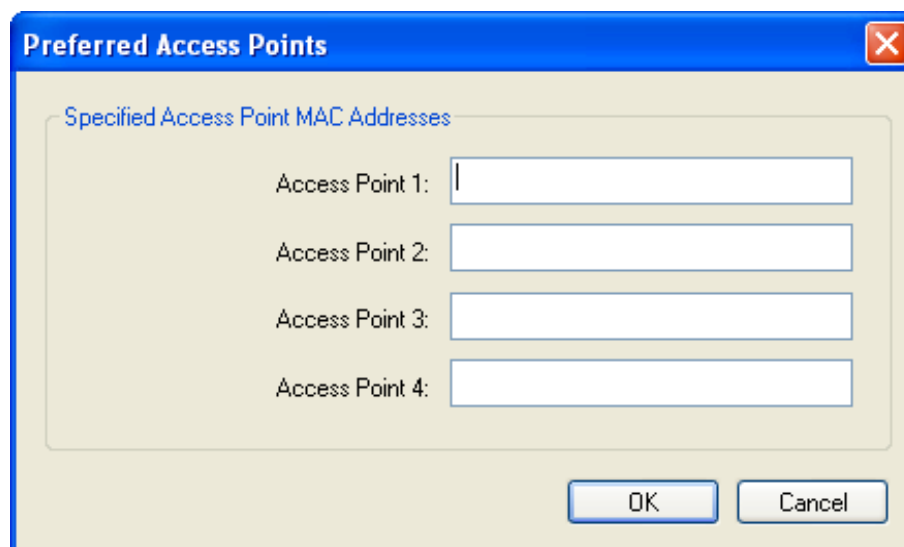 Preferred Access Points
Specified Access Point MAC Addresses
Access Point 1:
Access Point 2:
Access Point 3:
Access Point 4:
OK Cancel